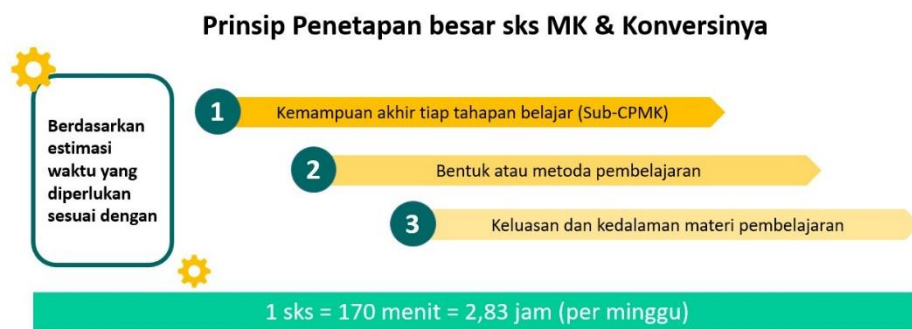 Prinsip Penetapan besar sks MK & Konversinya
Berdasarkan
estimasi
waktu yang
diperlukan
sesuai dengan
1
Kemampuan akhir tiap tahapan belajar (Sub-CPMK)
2
Bentuk atau metoda pembelajaran
3
Keluasan dan kedalaman materi pembelajaran
1 sks = 170 menit = 2,83 jam (per minggu)